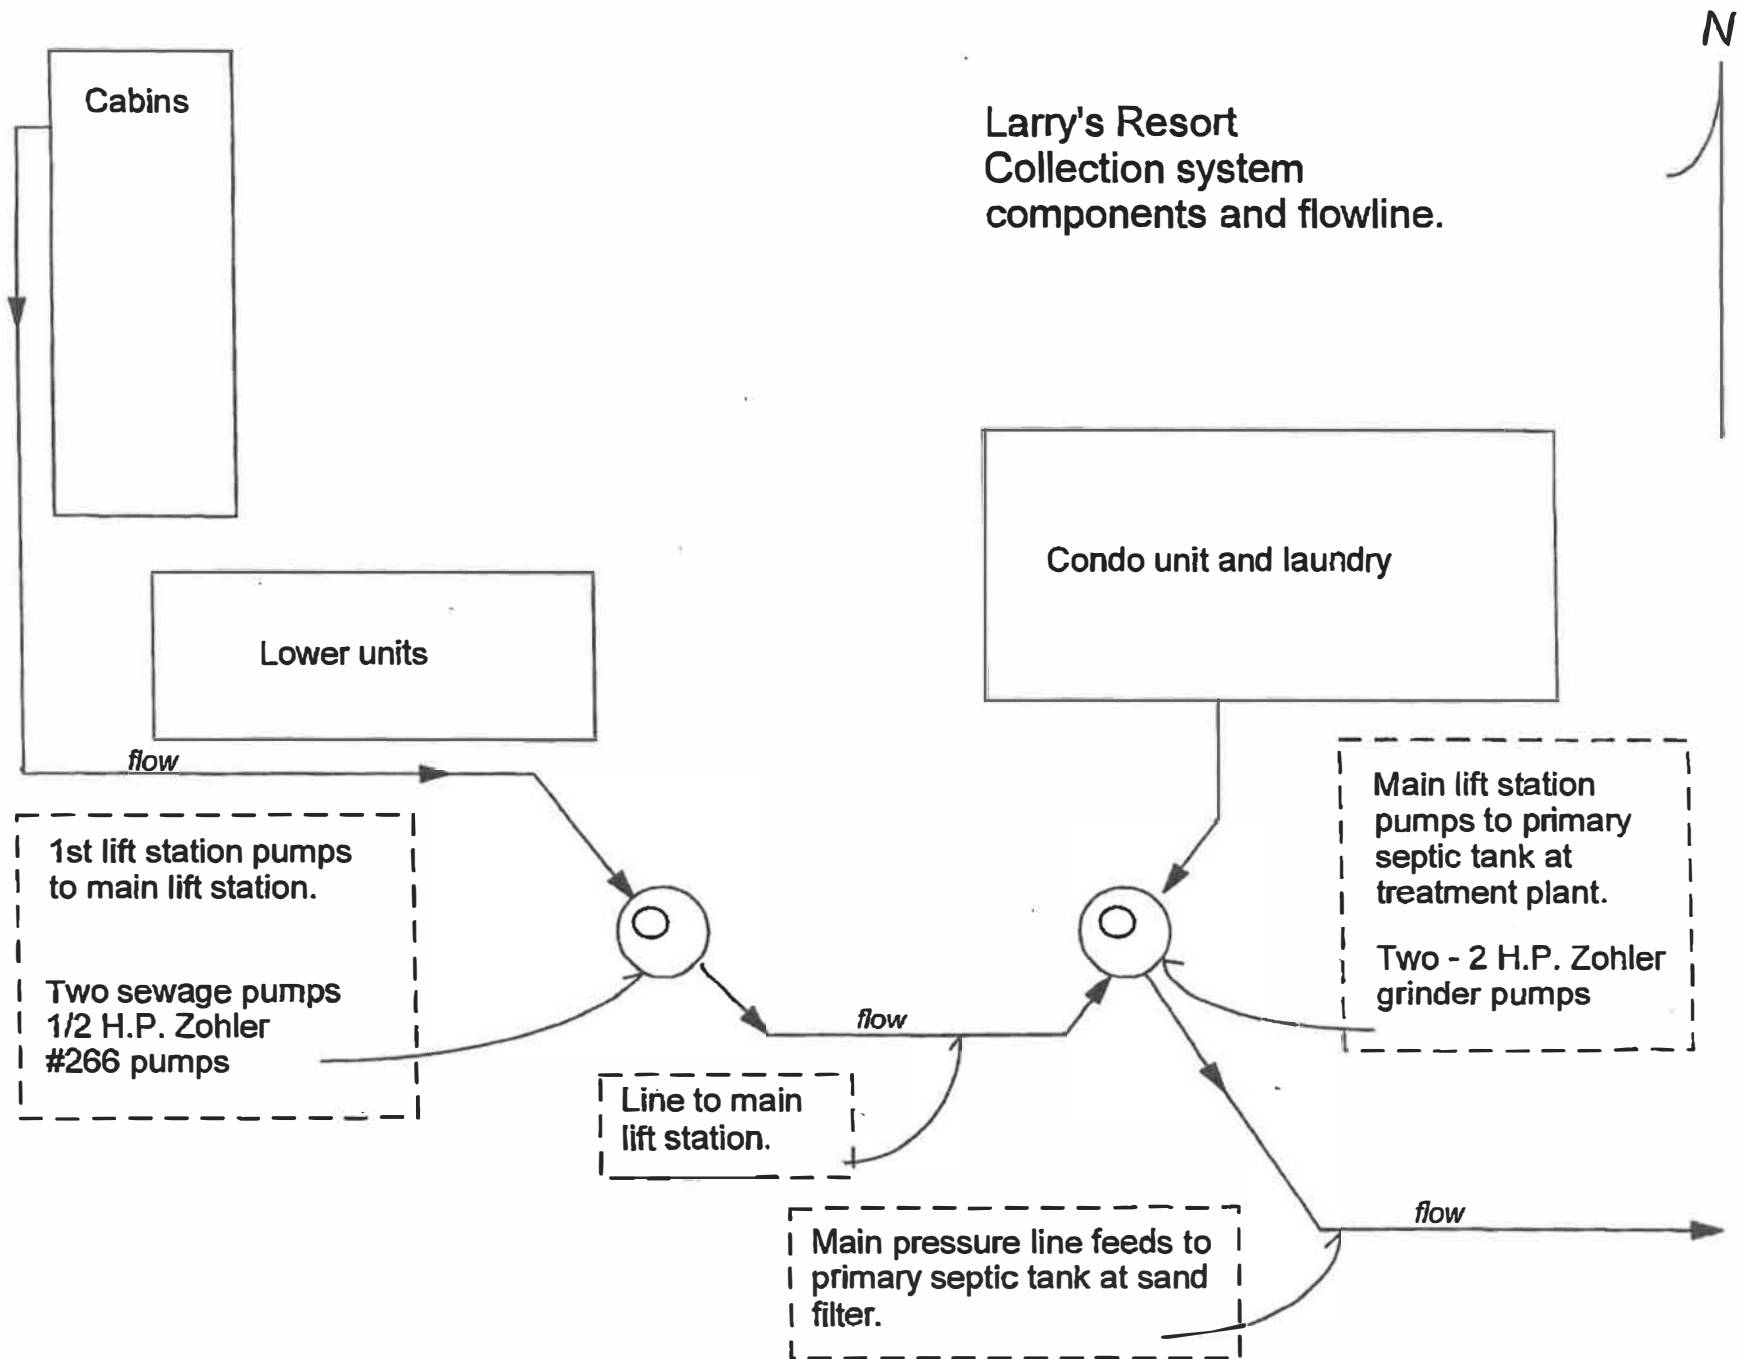 N
Cabins
Larry's Resort
Collection system
components and flowline.
Condo unit and laundry
Lower units
flow
1st lift station pumps
to main lift station.
Two sewage pumps
1/2 H.P. Zohler
#266 pumps
Main lift station
pumps to primary
septic tank at
treatment plant.
Two - 2 H.P. Zohler
grinder pumps
flow
Line to main
lift station.
flow
Main pressure line feeds to
primary septic tank at sand
filter.